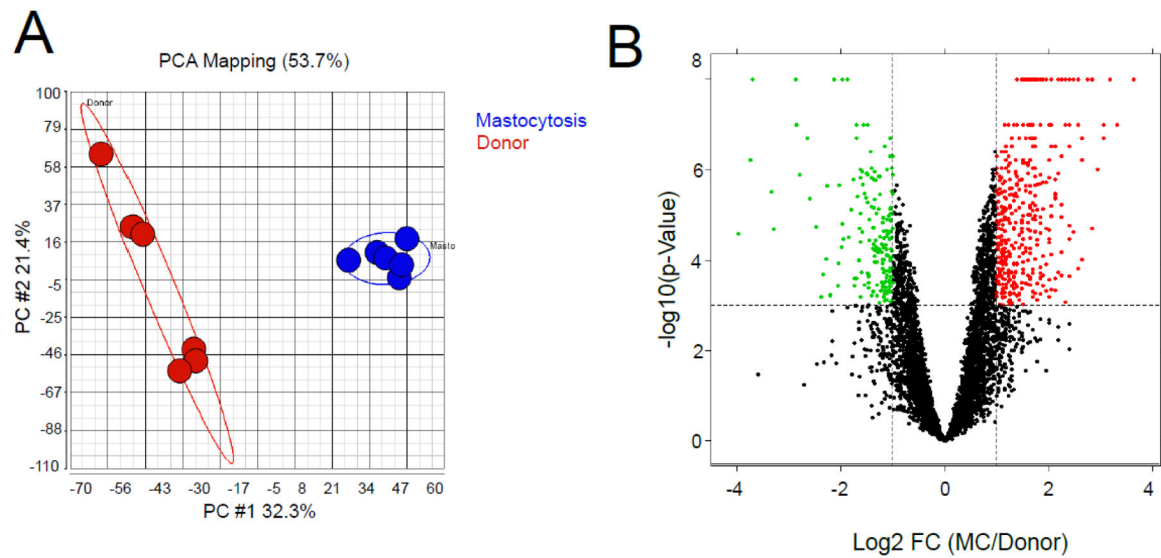 A
PCA Mapping (53.7%)
100
79
58
37
16
-5
-25
-46
-67
-88
-110
PC #2 21.4%
Donor
Masto
-70 -56 -43 -30 -17 -5 8 21 34 47 60
PC #1 32.3%
Mastocytosis
Donor
B
8
6
4
2
0
-log10(p-Value)
-4 -2 0 2 4
Log2 FC (MC/Donor)